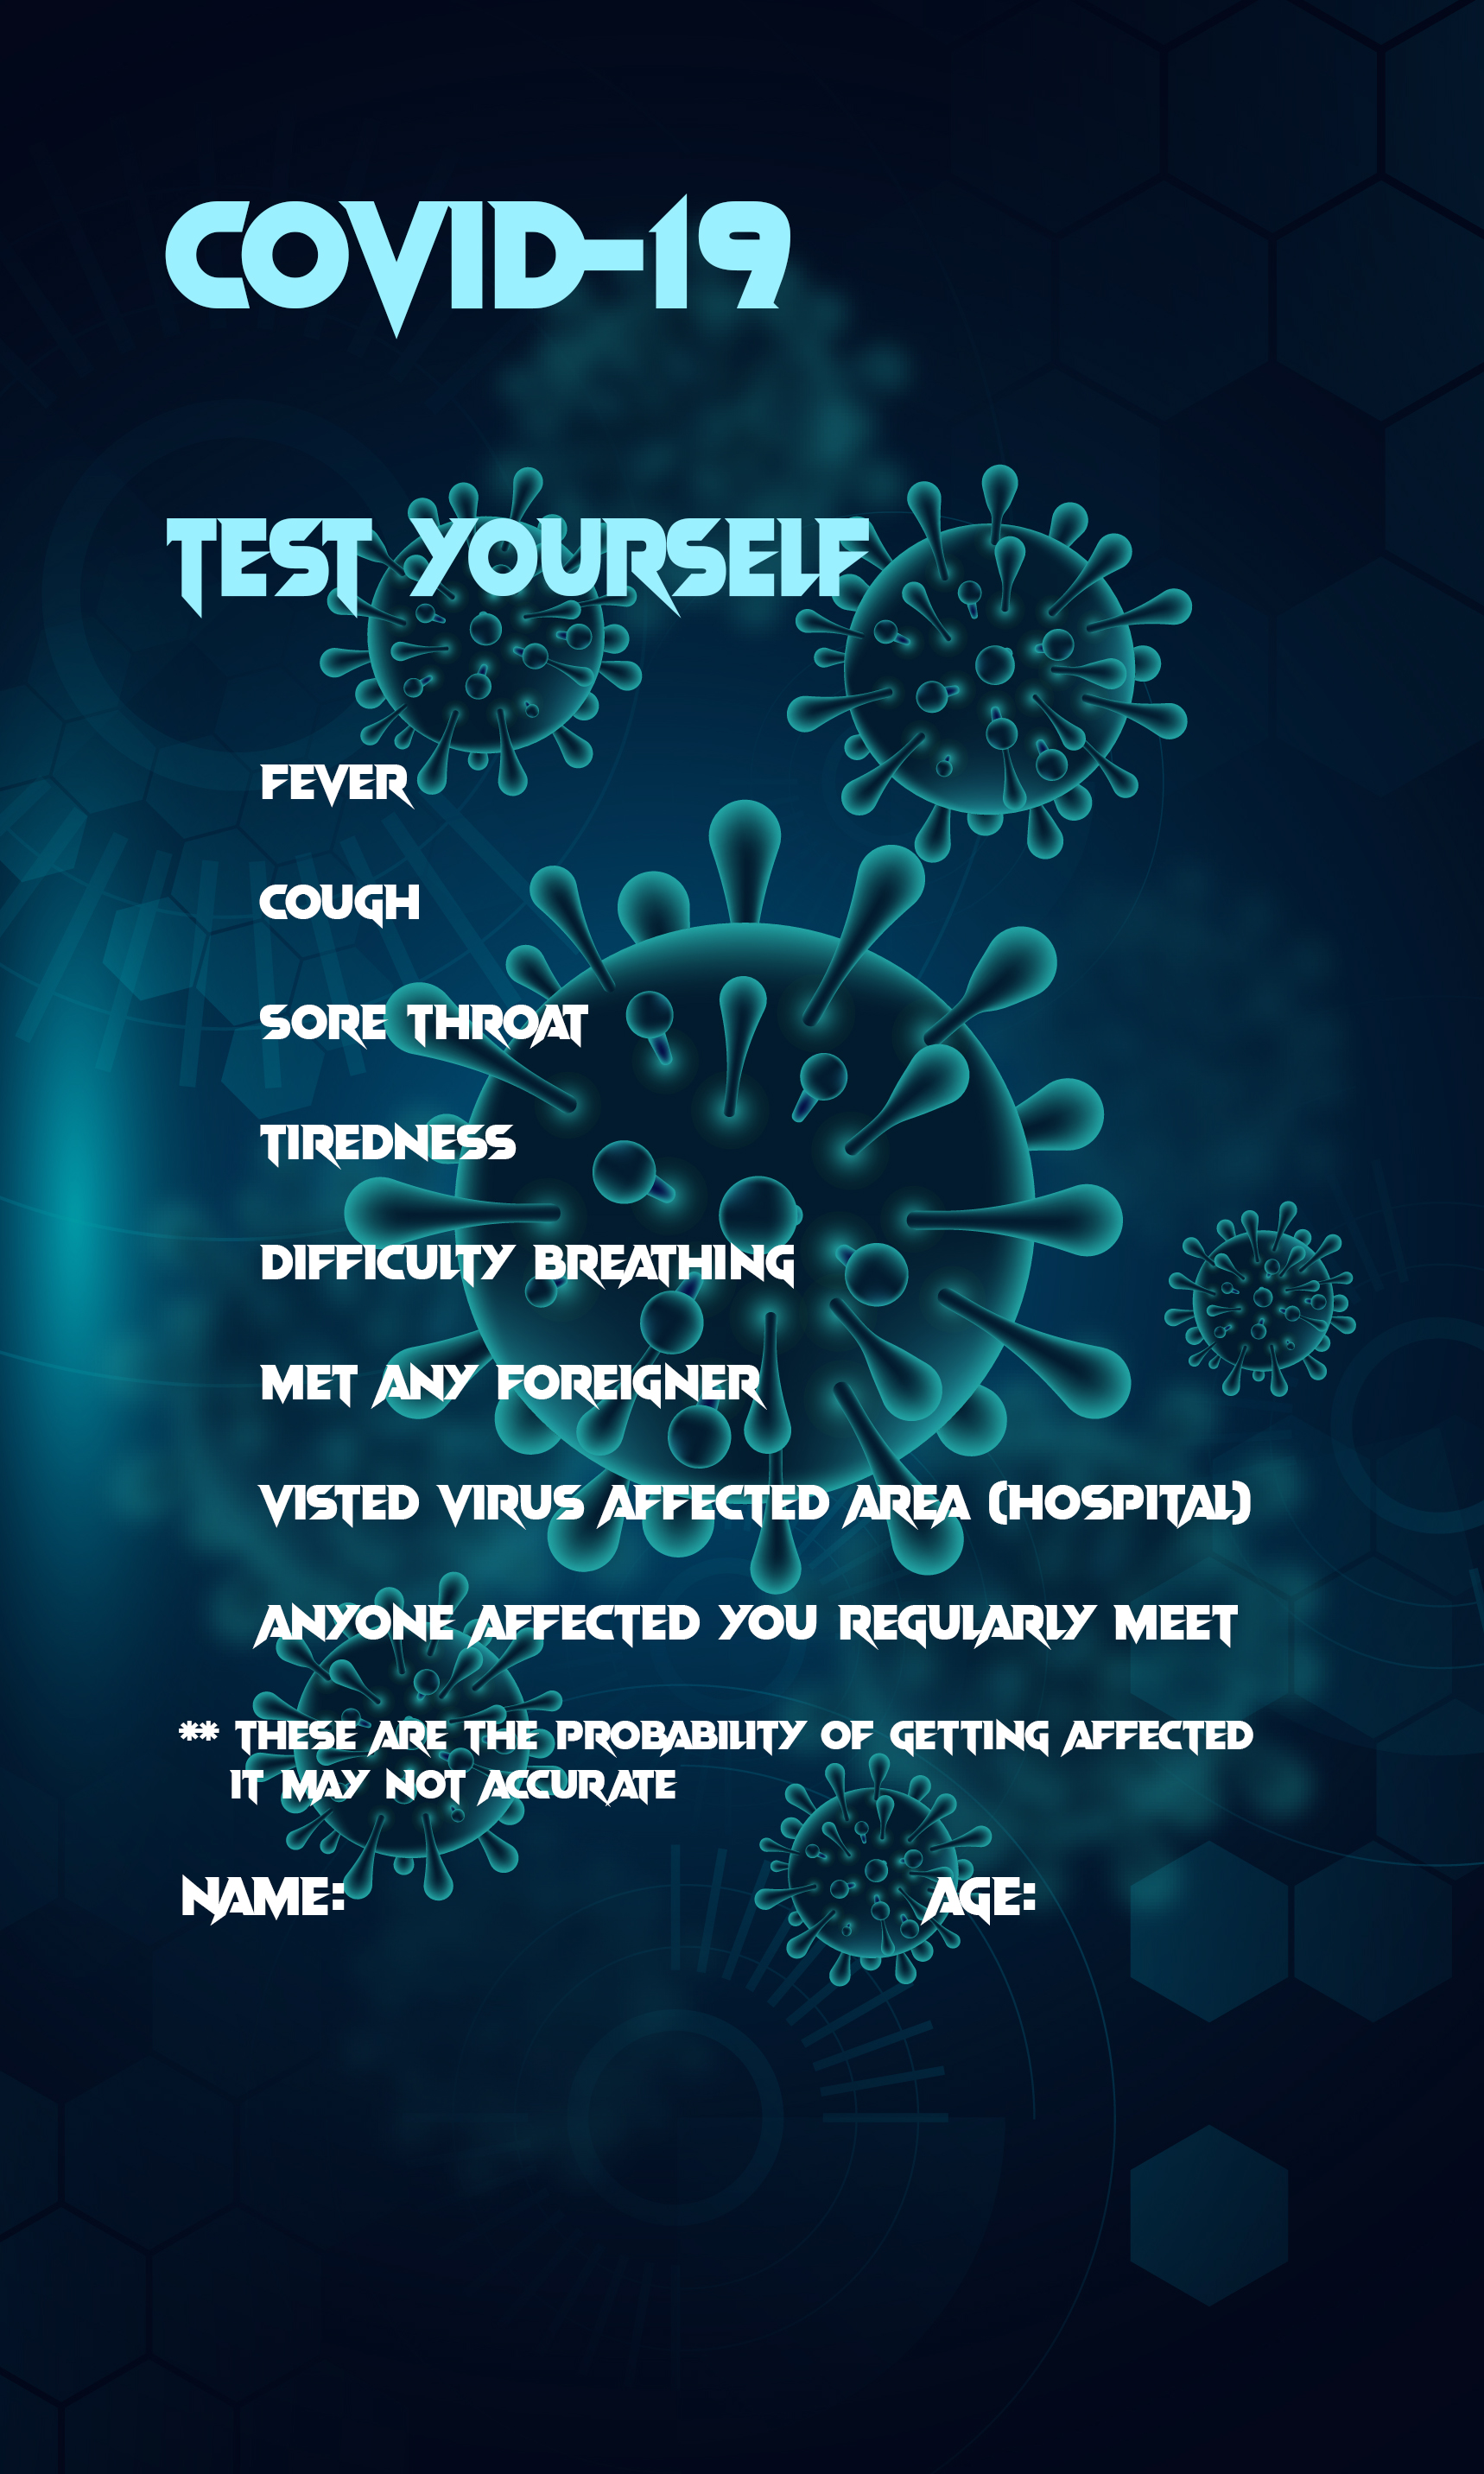 COVID-19
TEST YOURSELF
FEVER
COUGH
SORE THROAT
TIREDNESS
DIFFICULTY BREATHING
MET ANY FOREIGNER
VISTED VIRUS AFFECTED AREA (HOSPITAL)
ANYONE AFFECTED YOU REGULARLY MEET
** THESE ARE THE PROBABILITY OF GETTING AFFECTED
IT MAY NOT ACCURATE
NAME: AGE: